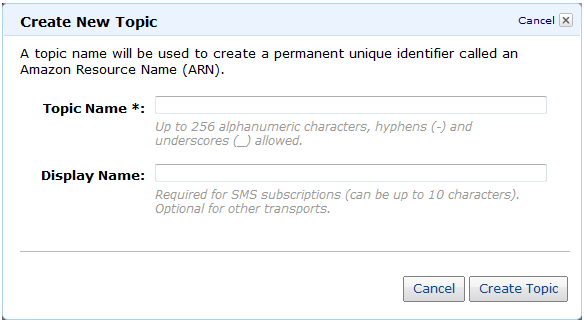 Create New Topic
Cancel
A topic name will be used to create a permanent unique identifier called an
Amazon Resource Name (ARN).
Topic Name *:
Up to 256 alphanumeric characters, hyphens (-) and
underscores (_) allowed.
Display Name:
Required for SMS subscriptions (can be up to 10 characters).
Optional for other transports.
Cancel
Create Topic